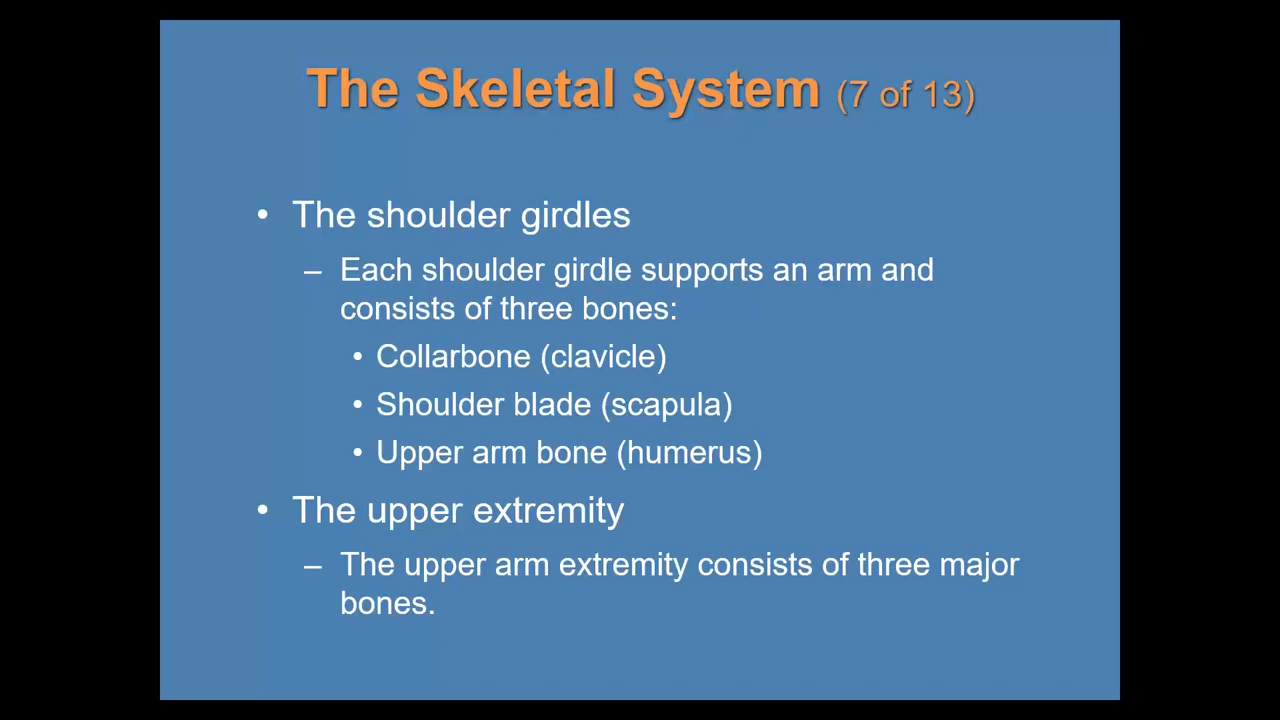 The Skeletal System (7 of 13)
• The shoulder girdles
– Each shoulder girdle supports an arm and
consists of three bones:
• Collarbone (clavicle)
• Shoulder blade (scapula)
• Upper arm bone (humerus)
• The upper extremity
– The upper arm extremity consists of three major
bones.